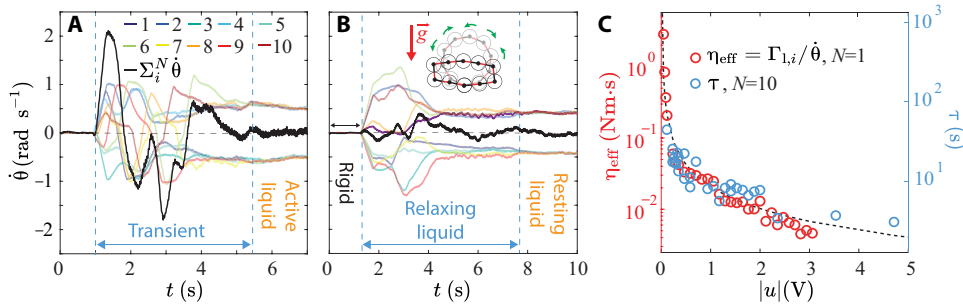 A
1 2 3 4 5
6 7 8 9 10
Σ_i^N θ̇
θ̇ (rad s⁻¹)
2
1
0
-1
-2
Transient
Active
liquid
0 2 4 6
t (s)
B
g⃗
Rigid
Relaxing
liquid
Resting
liquid
0 2 4 6 8 10
t (s)
C
η_eff = Γ_1,i/θ̇, N=1
τ, N=10
η_eff (Nm·s)
10⁰
10⁻¹
10⁻²
τ (s)
10³
10²
10¹
0 1 2 3 4 5
|u|(V)